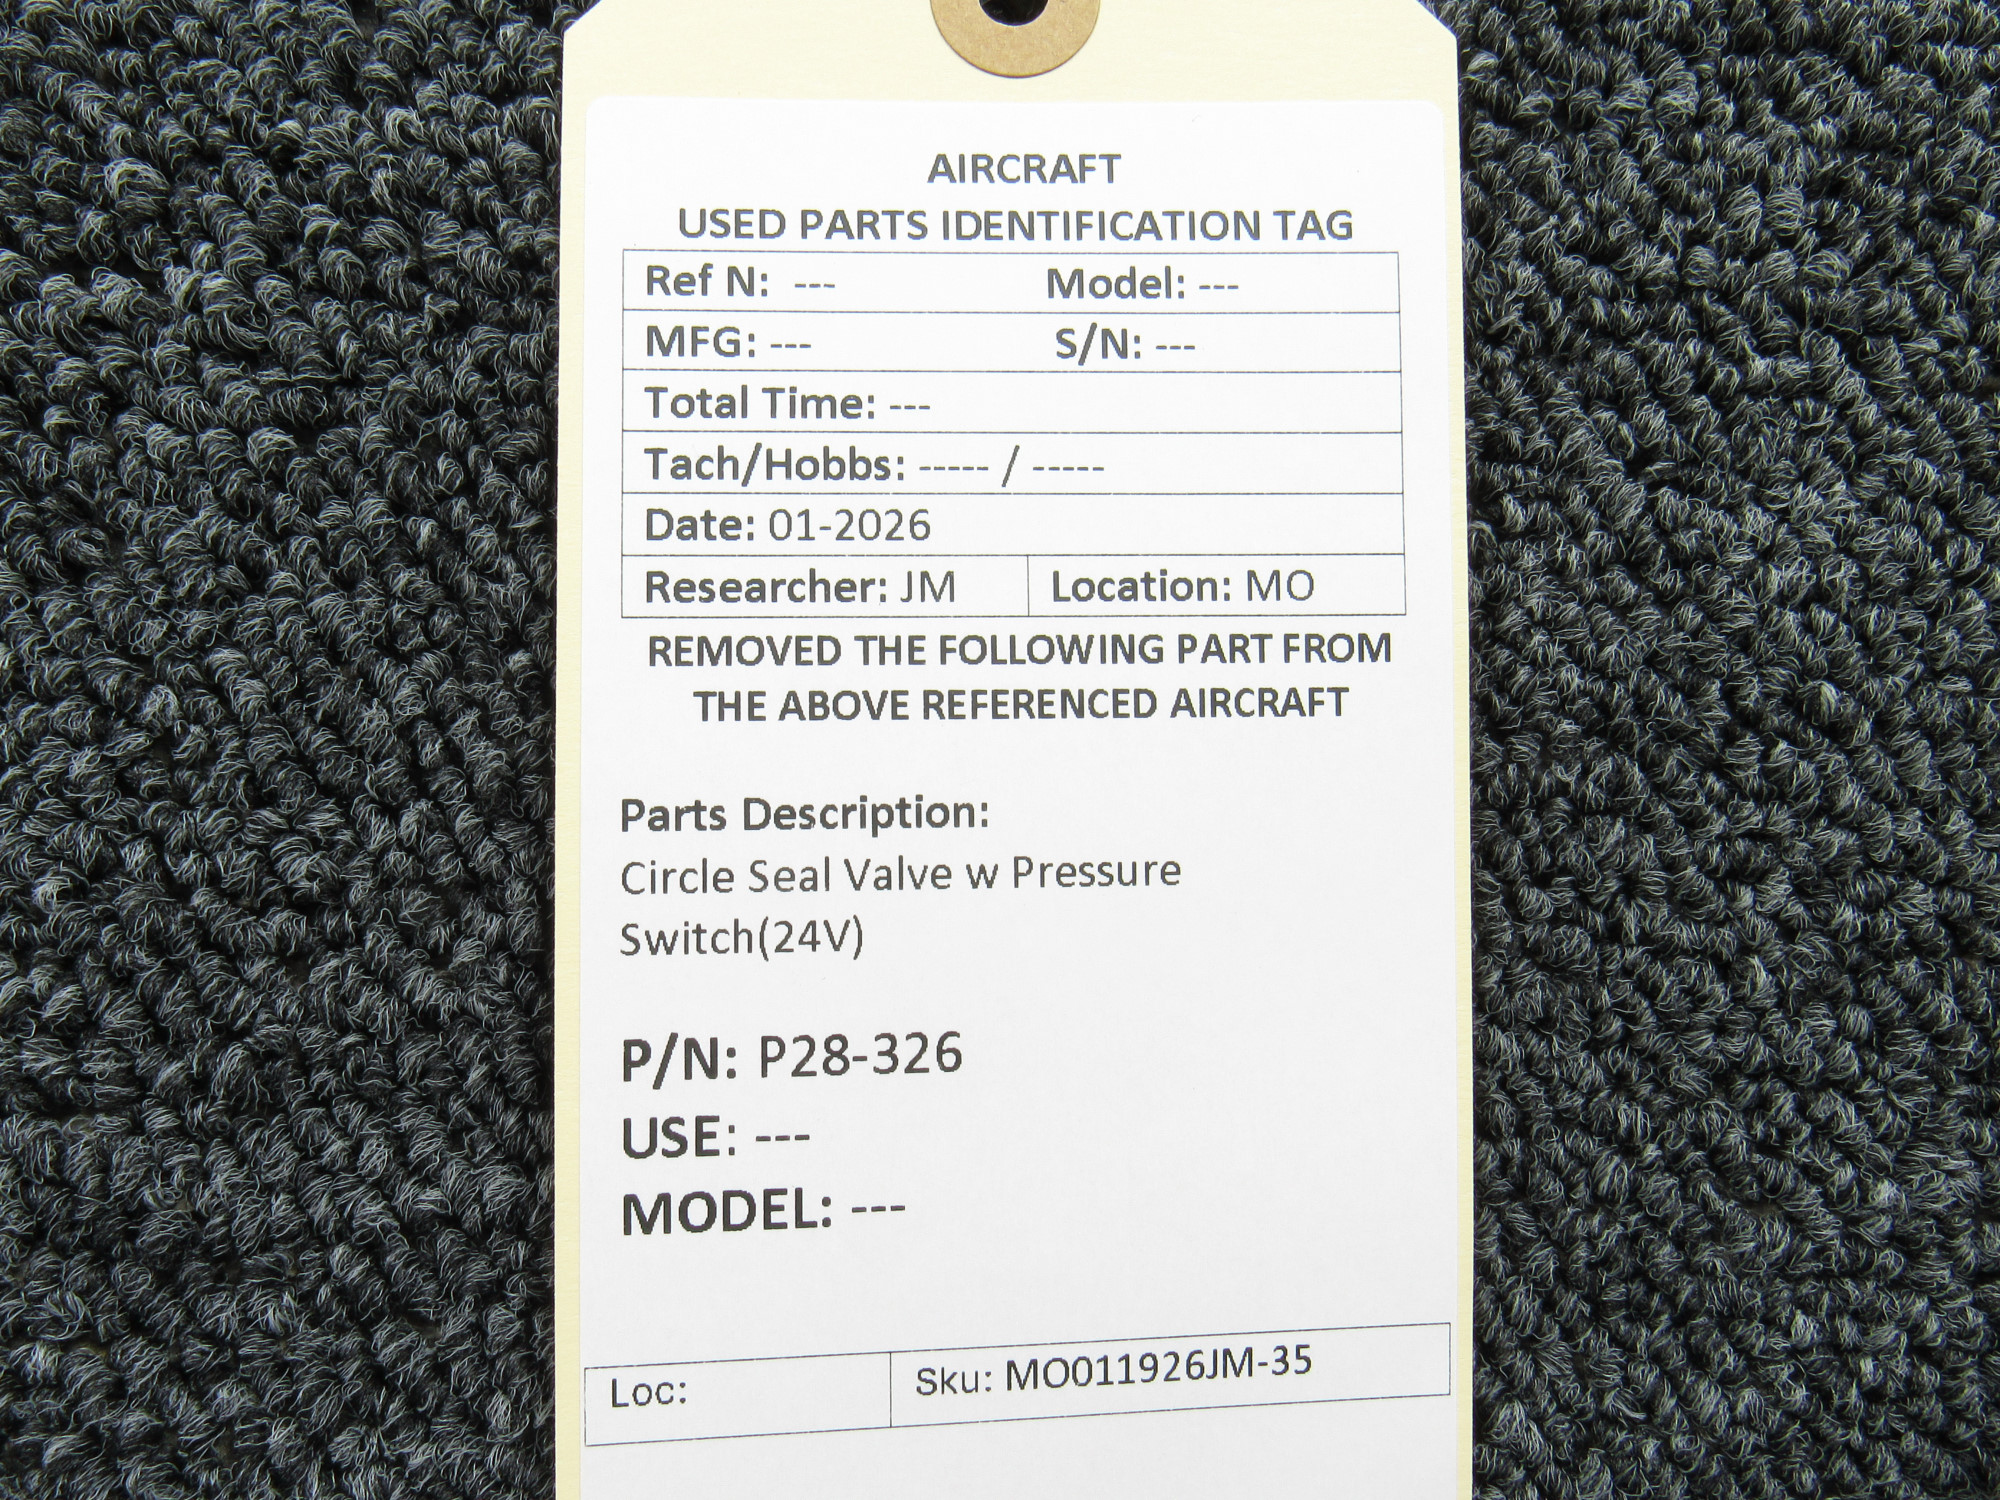 AIRCRAFT
USED PARTS IDENTIFICATION TAG
Ref N: --- Model: ---
MFG: --- S/N: ---
Total Time: ---
Tach/Hobbs: ----- / -----
Date: 01-2026
Researcher: JM Location: MO
REMOVED THE FOLLOWING PART FROM
THE ABOVE REFERENCED AIRCRAFT
Parts Description:
Circle Seal Valve w Pressure
Switch(24V)
P/N: P28-326
USE: ---
MODEL: ---
Loc: Sku: MO011926JM-35